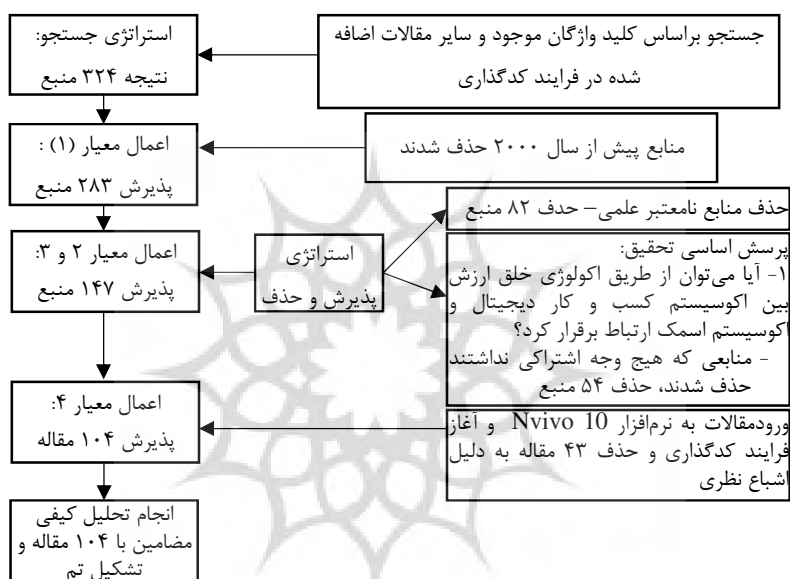 استراتژی جستجو:
نتیجه ۳۲۴ منبع
جستجو براساس کلید واژگان موجود و سایر مقالات اضافه
شده در فرایند کدگذاری
اعمال معیار (۱) :
پذیرش ۲۸۳ منبع
منابع پیش از سال ۲۰۰۰ حذف شدند
اعمال معیار ۲ و ۳:
پذیرش ۱۴۷ منبع
استراتژی
پذیرش و حذف
حذف منابع نامعتبر علمی– حدف ۸۲ منبع
پرسش اساسی تحقیق:
۱- آیا می‌توان از طریق اکولوژی خلق ارزش
بین اکوسیستم کسب و کار دیجیتال و
اکوسیستم اسمک ارتباط برقرار کرد؟
- منابعی که هیچ وجه اشتراکی نداشتند
حذف شدند، حذف ۵۴ منبع
اعمال معیار ۴:
پذیرش ۱۰۴ مقاله
ورودمقالات به نرم‌افزار Nvivo 10 و آغاز
فرایند کدگذاری و حذف ۴۳ مقاله به دلیل
اشباع نظری
انجام تحلیل کیفی
مضامین با ۱۰۴ مقاله و
تشکیل تم